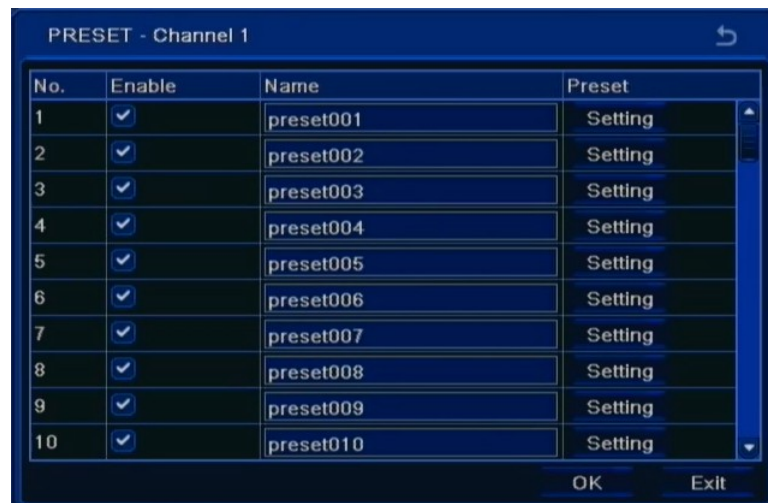 PRESET - Channel 1
No. Enable Name Preset
1 preset001 Setting
2 preset002 Setting
3 preset003 Setting
4 preset004 Setting
5 preset005 Setting
6 preset006 Setting
7 preset007 Setting
8 preset008 Setting
9 preset009 Setting
10 preset010 Setting
OK Exit